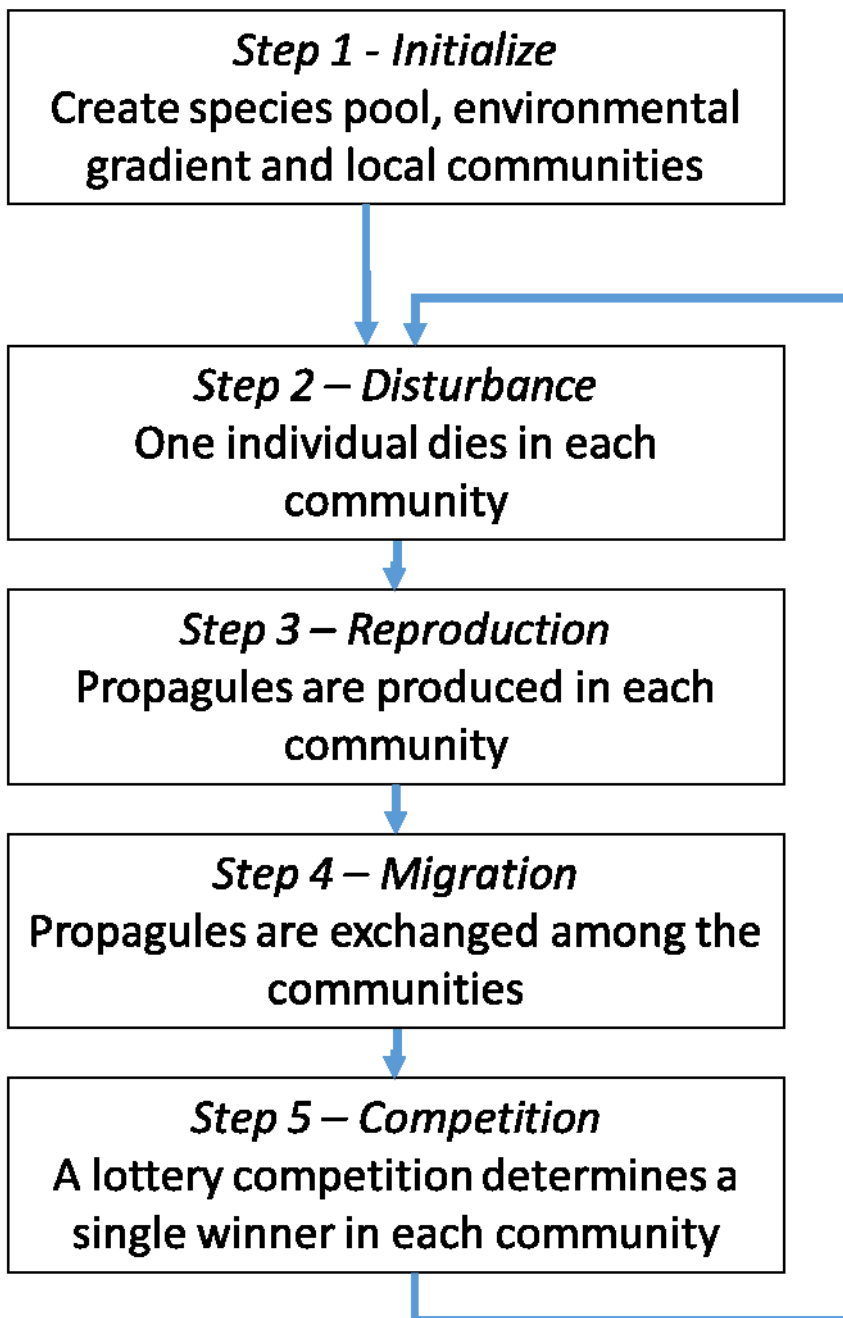 Step 1 - Initialize
Create species pool, environmental
gradient and local communities
Step 2 – Disturbance
One individual dies in each
community
Step 3 – Reproduction
Propagules are produced in each
community
Step 4 – Migration
Propagules are exchanged among the
communities
Step 5 – Competition
A lottery competition determines a
single winner in each community